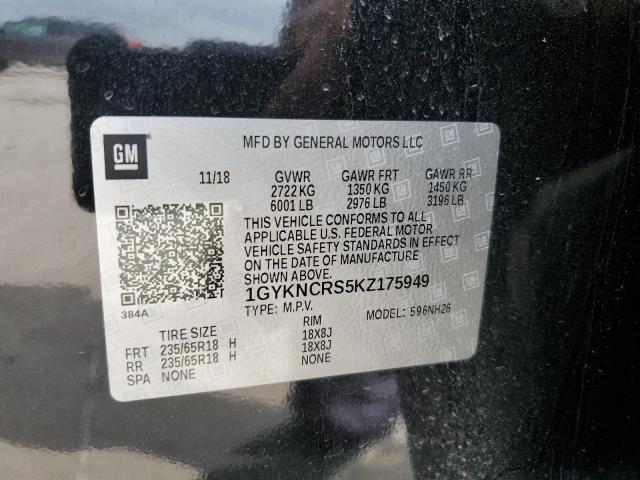 GM
MFD BY GENERAL MOTORS LLC
11/18 GVWR GAWR FRT GAWR RR
2722 KG 1350 KG 1450 KG
6001 LB 2976 LB 3196 LB
THIS VEHICLE CONFORMS TO ALL
APPLICABLE U.S. FEDERAL MOTOR
VEHICLE SAFETY STANDARDS IN EFFECT
ON THE DATE OF MANUFACTURE
SHOWN ABOVE.
384A 1GYKNCRS5KZ175949
TYPE: M.P.V. MODEL: 596NH26
TIRE SIZE RIM
FRT 235/65R18 H 18X8J
RR 235/65R18 H 18X8J
SPA NONE NONE